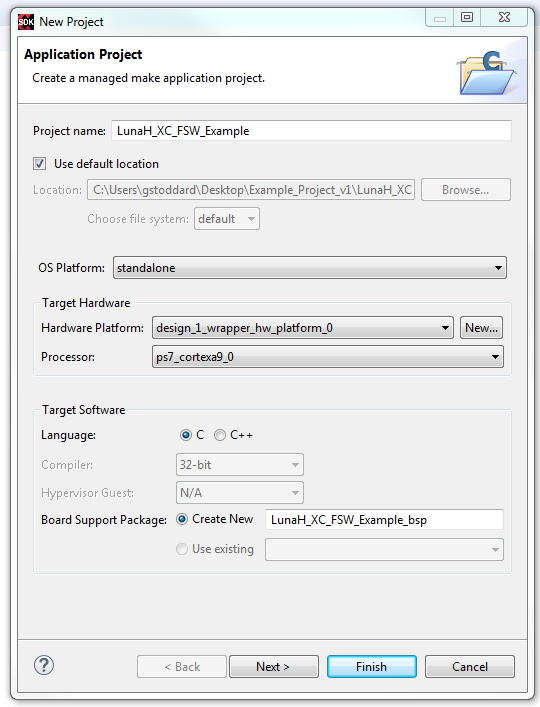 SDK New Project
Application Project
Create a managed make application project.
C
Project name: LunaH_XC_FSW_Example
Use default location
Location: C:\Users\gstoddard\Desktop\Example_Project_v1\LunaH_XC Browse...
Choose file system: default
OS Platform: standalone
Target Hardware
Hardware Platform: design_1_wrapper_hw_platform_0 New...
Processor: ps7_cortexa9_0
Target Software
Language: C C++
Compiler: 32-bit
Hypervisor Guest: N/A
Board Support Package: Create New LunaH_XC_FSW_Example_bsp
Use existing
? < Back Next > Finish Cancel